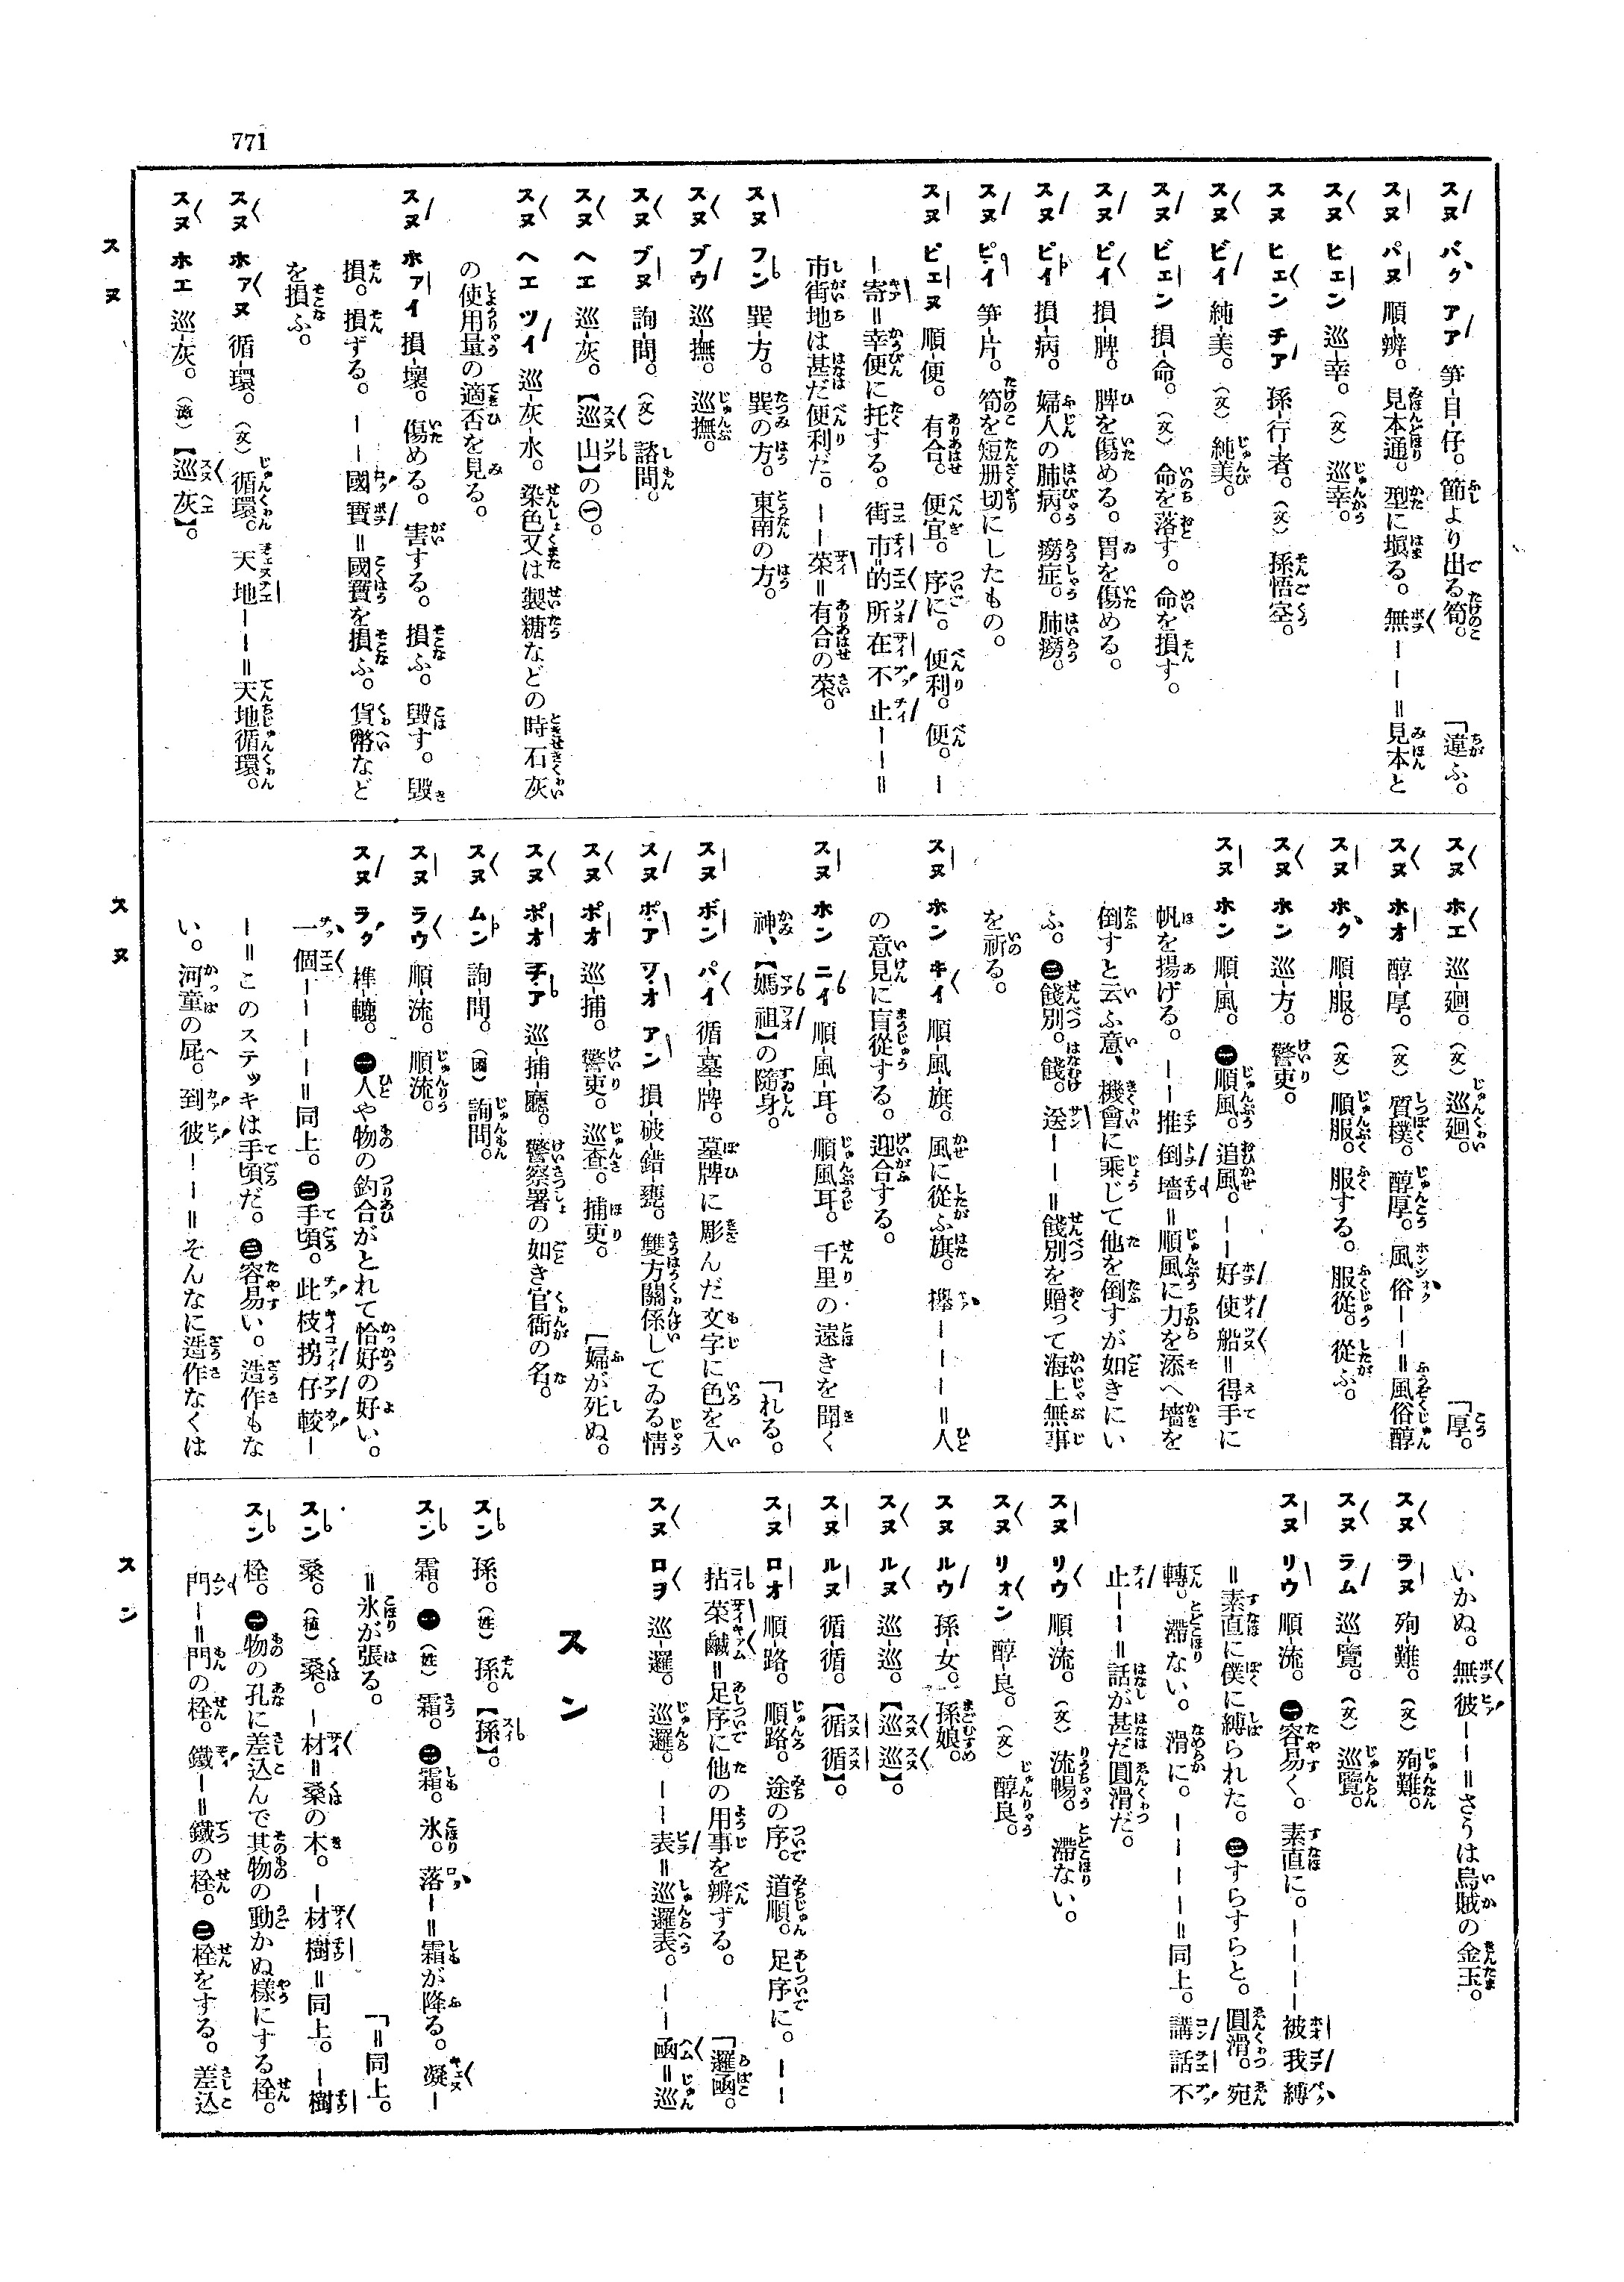 771
スヌ バク アア 笋-目-仔。節より出る筍。 「違ふ。
スヌ パヌ 順-辨。見本通。型に塡る。無——=見本と
スヌ ヒェン 巡-幸。(文)巡幸。
スヌ ヒェン チア 孫-行-者。(文)孫悟空。
スヌ ビイ 純-美。(文)純美。
スヌ ビェン 損-命。(文)命を落す。命を損す。
スヌ ピイ 損-脾。脾を傷める。胃を傷める。
スヌ ピイ 損-病。婦人の肺病。癆症。肺癆。
スヌ ピイ 笋-片。筍を短册切にしたもの。
スヌ ピェヌ 順-便。有合。便宜。序に。便利。便。—
—寄=幸便に托する。街市的所在不止——=
市街地は甚だ便利だ。——菜=有合の菜。
スヌ フン 巽-方。巽の方。東南の方。
スヌ ブウ 巡-撫。巡撫。
スヌ ブヌ 詢-問。(文)諮問。
スヌ ヘエ 巡-灰。【巡山】の㊀。
スヌ ヘエ ツイ 巡-灰-水。染色又は製糖などの時石灰
の使用量の適否を見る。
スヌ ホァイ 損-壞。傷める。害する。損ふ。毀す。毀
損。損ずる。——國寶=國寶を損ふ。貨幣など
を損ふ。
スヌ ホァヌ 循-環。(文)循環。天地——=天地循環。
スヌ ホエ 巡-灰。【巡灰】。
スヌ
スヌ ホエ 巡-廻。(文)巡廻。 「厚。
スヌ ホオ 醇-厚。(文)質樸。醇厚。風俗——=風俗醇
スヌ ホク 順-服。(文)順服。服する。服從。從ふ。
スヌ ホン 巡-方。警吏。
スヌ ホン 順-風。㊀順風。追風。——好使船=得手に
帆を揚げる。——推倒墻=順風に力を添へ墻を
倒すと云ふ意、機會に乘じて他を倒すが如きにい
ふ。㊁餞別。餞。送——=餞別を贈って海上無事
を祈る。
スヌ ホン キイ 順-風-旗。風に從ふ旗。攑———=人
の意見に盲從する。迎合する。
スヌ ホン ニイ 順-風-耳。順風耳。千里の遠きを聞く
神、【媽祖】の隨身。 「れる。
スヌ ボン パイ 循-墓-牌。墓牌に彫んだ文字に色を入
スヌ ポア ソオ アン 損-破-錯-甕。雙方關係してゐる情
スヌ ポオ 巡-捕。警吏。巡查。捕吏。 「婦が死ぬ。
スヌ ポオ チア 巡-捕-廳。警察署の如き官衙の名。
スヌ ムン 詢-問。(國)詢問。
スヌ ラウ 順-流。順流。
スヌ ラク 榫-轆。㊀人や物の釣合がとれて恰好の好い。
一個———=同上。㊁手頃。此枝拐仔較—
—=このステッキは手頃だ。㊂容易い。造作もな
い。河童の屁。到彼——=そんなに造作なくは
スヌ
いかぬ。無彼——=さうは烏賊の金玉。
スヌ ラヌ 殉-難。(文)殉難。
スヌ ラム 巡-覽。(文)巡覽。
スヌ リウ 順-流。㊀容易く。素直に。————被我縛
=素直に僕に縛られた。㊁すらすらと。圓滑。宛
轉。滯ない。滑に。————=同上。講話不
止——=話が甚だ圓滑だ。
スヌ リウ 順-流。(文)流暢。滯ない。
スヌ リォン 醇-良。(文)醇良。
スヌ ルウ 孫-女。孫娘。
スヌ ルヌ 巡-巡。【巡巡】。
スヌ ルヌ 循-循。【循循】。
スヌ ロオ 順-路。順路。途の序。道順。足序に。——
拈菜鹹=足序に他の用事を辨ずる。 「邏函。
スヌ ロヲ 巡-邏。巡邏。——表=巡邏表。——函=巡
スン
スン 孫。(姓)孫。【孫】。
スン 霜。㊀(姓)霜。㊁霜。氷。落—=霜が降る。凝—
=氷が張る。 「=同上。
スン 桑。(植)桑。—材=桑の木。—材樹=同上。—樹
スン 栓。㊀物の孔に差込んで其物の動かぬ樣にする栓。
門—=門の栓。鐵—=鐵の栓。㊁栓をする。差込
スン